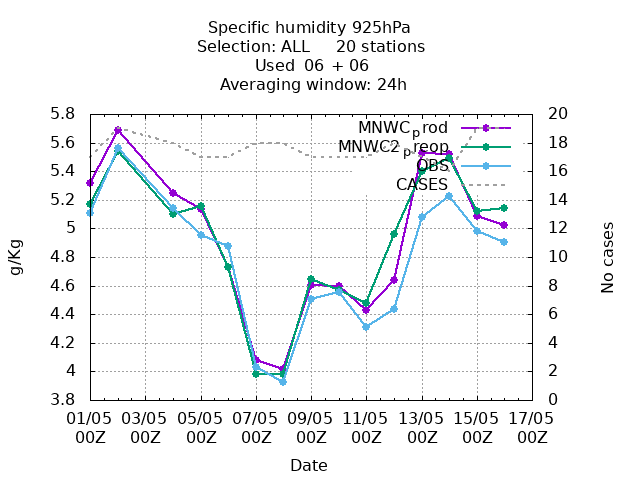 Specific humidity 925hPa
Selection: ALL 20 stations
Used 06 + 06
Averaging window: 24h
5.8
5.6
5.4
5.2
5
4.8
4.6
4.4
4.2
4
3.8
g/Kg
20
18
16
14
12
10
8
6
4
2
0
No cases
MNWCprod
MNWC2preop
OBS
CASES
01/05 03/05 05/05 07/05 09/05 11/05 13/05 15/05 17/05
00Z 00Z 00Z 00Z 00Z 00Z 00Z 00Z 00Z
Date